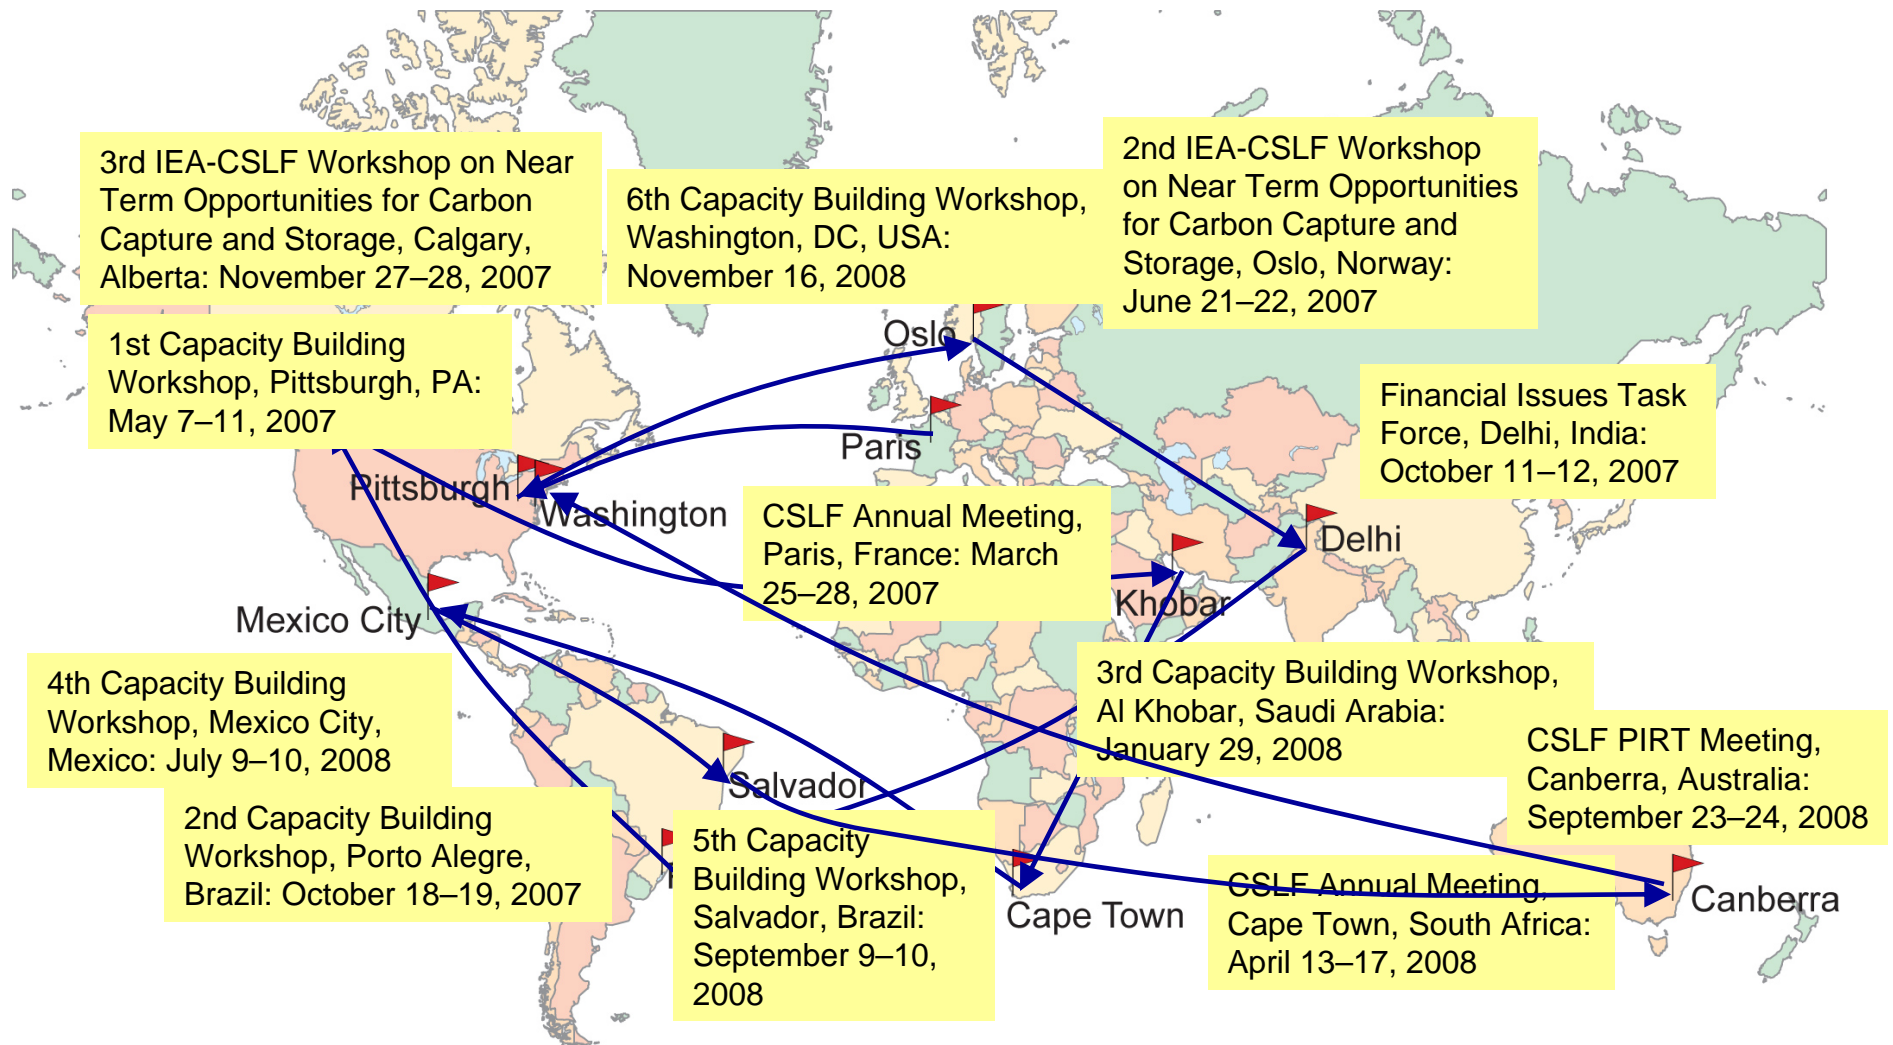 3rd IEA-CSLF Workshop on Near
Term Opportunities for Carbon
Capture and Storage, Calgary,
Alberta: November 27–28, 2007
6th Capacity Building Workshop,
Washington, DC, USA:
November 16, 2008
2nd IEA-CSLF Workshop
on Near Term Opportunities
for Carbon Capture and
Storage, Oslo, Norway:
June 21–22, 2007
1st Capacity Building
Workshop, Pittsburgh, PA:
May 7–11, 2007
Oslo
Financial Issues Task
Force, Delhi, India:
October 11–12, 2007
Paris
Pittsburgh
Washington
CSLF Annual Meeting,
Paris, France: March
25–28, 2007
Delhi
Khobar
Mexico City
4th Capacity Building
Workshop, Mexico City,
Mexico: July 9–10, 2008
3rd Capacity Building Workshop,
Al Khobar, Saudi Arabia:
January 29, 2008
CSLF PIRT Meeting,
Canberra, Australia:
September 23–24, 2008
Salvador
2nd Capacity Building
Workshop, Porto Alegre,
Brazil: October 18–19, 2007
5th Capacity
Building Workshop,
Salvador, Brazil:
September 9–10,
2008
Cape Town
CSLF Annual Meeting,
Cape Town, South Africa:
April 13–17, 2008
Canberra